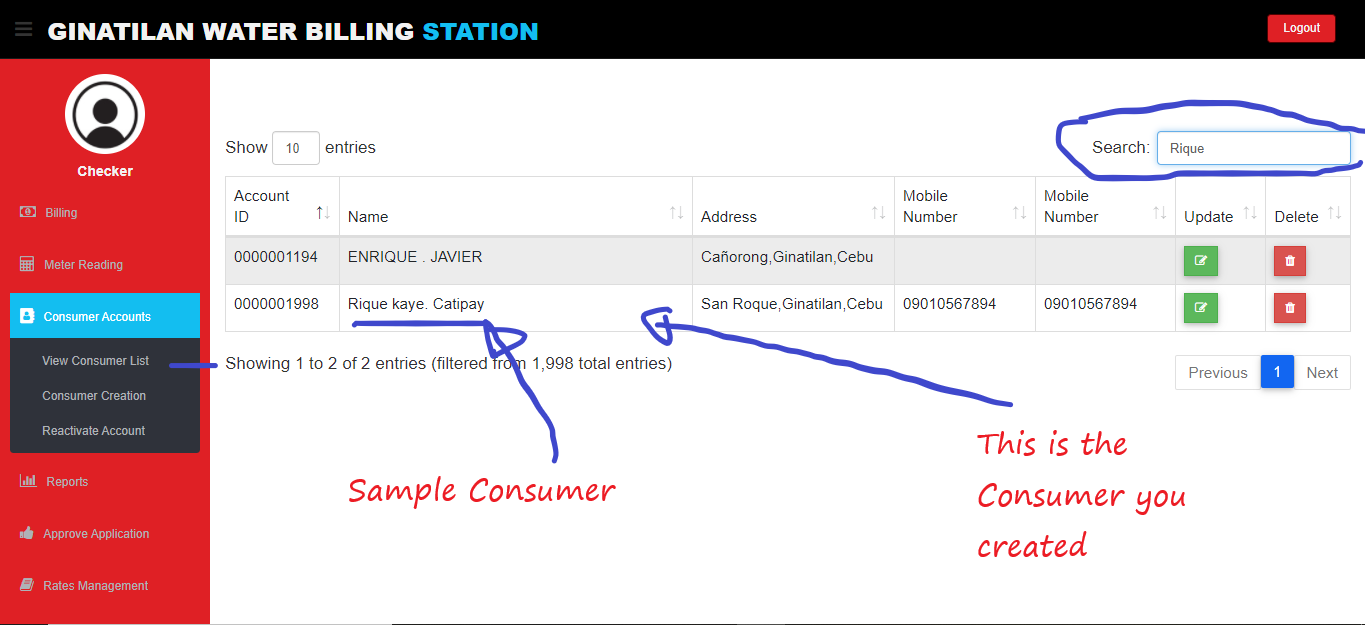 GINATILAN WATER BILLING STATION
Logout
Checker
Billing
Meter Reading
Consumer Accounts
View Consumer List
Consumer Creation
Reactivate Account
Reports
Approve Application
Rates Management
Show 10 entries
Search: Rique
Account ID Name Address Mobile Number Mobile Number Update Delete
0000001194 ENRIQUE . JAVIER Cañorong,Ginatilan,Cebu
0000001998 Rique kaye. Catipay San Roque,Ginatilan,Cebu 09010567894 09010567894
Showing 1 to 2 of 2 entries (filtered from 1,998 total entries)
Previous 1 Next
Sample Consumer
This is the
Consumer you
created